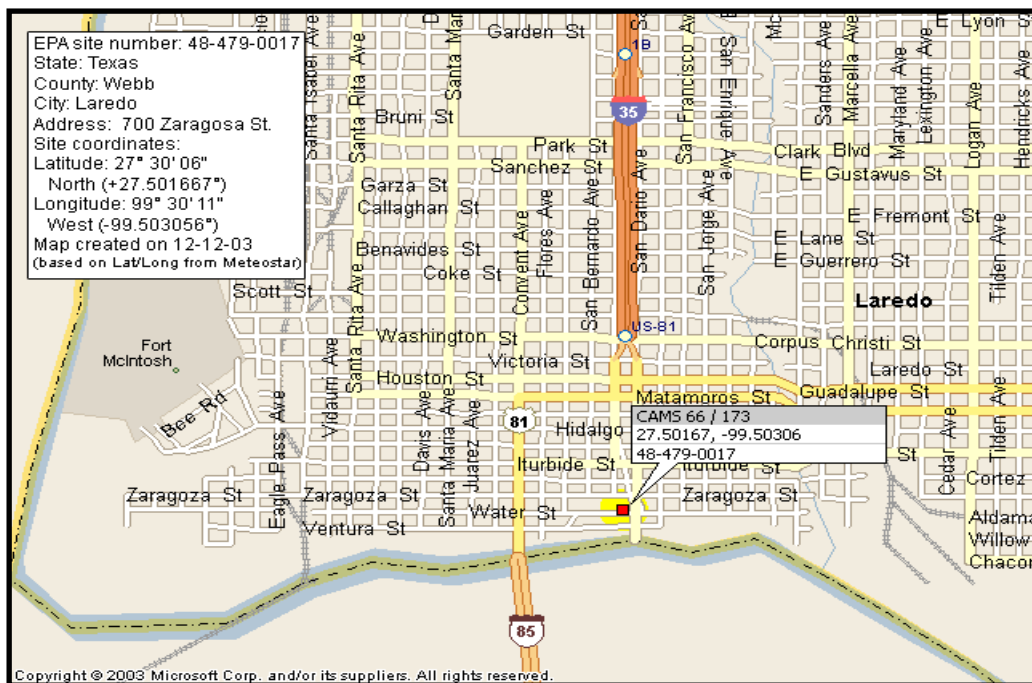 EPA site number: 48-479-0017
State: Texas
County: Webb
City: Laredo
Address: 700 Zaragosa St.
Site coordinates:
Latitude: 27° 30' 06"
North (+27.501667°)
Longitude: 99° 30' 11"
West (-99.503056°)
Map created on 12-12-03
(based on Lat/Long from Meteostar)
Garden St
1B
E Lyon St
Santa Isabel Ave
Santa Rita Ave
Santa Maria
San Francisco Ave
San Enrique Ave
Sanders Ave
Marcella Ave
Maryland Ave
Lexington Ave
Logan Ave
Hendricks Ave
35
Bruni St
Park St
Sanchez St
Clark Blvd
E Gustavus St
Garza St
Callaghan St
Convent Ave
Flores Ave
San Bernardo Ave
San Dario Ave
San Jorge Ave
E Fremont St
E Lane St
E Guerrero St
Benavides St
Coke St
Tilden Ave
Scott St
Laredo
Santa Rita Ave
US-81
Washington St
Corpus Christi St
Fort
McIntosh
Victoria St
Laredo St
Vidaurri Ave
Houston St
Guadalupe St
Matamoros St
Bee Rd
Eagle Pass Ave
Davis Ave
Santa Maria Ave
Juarez Ave
81
Hidalgo
CAMS 66 / 173
27.50167, -99.50306
48-479-0017
St
Cedar Ave
Tilden Ave
Iturbide St
Iturbide St
Cortez
Zaragoza St
Zaragoza St
Zaragoza St
Water St
Ventura St
Aldama
Willow
Chacon
85
Copyright © 2003 Microsoft Corp. and/or its suppliers. All rights reserved.